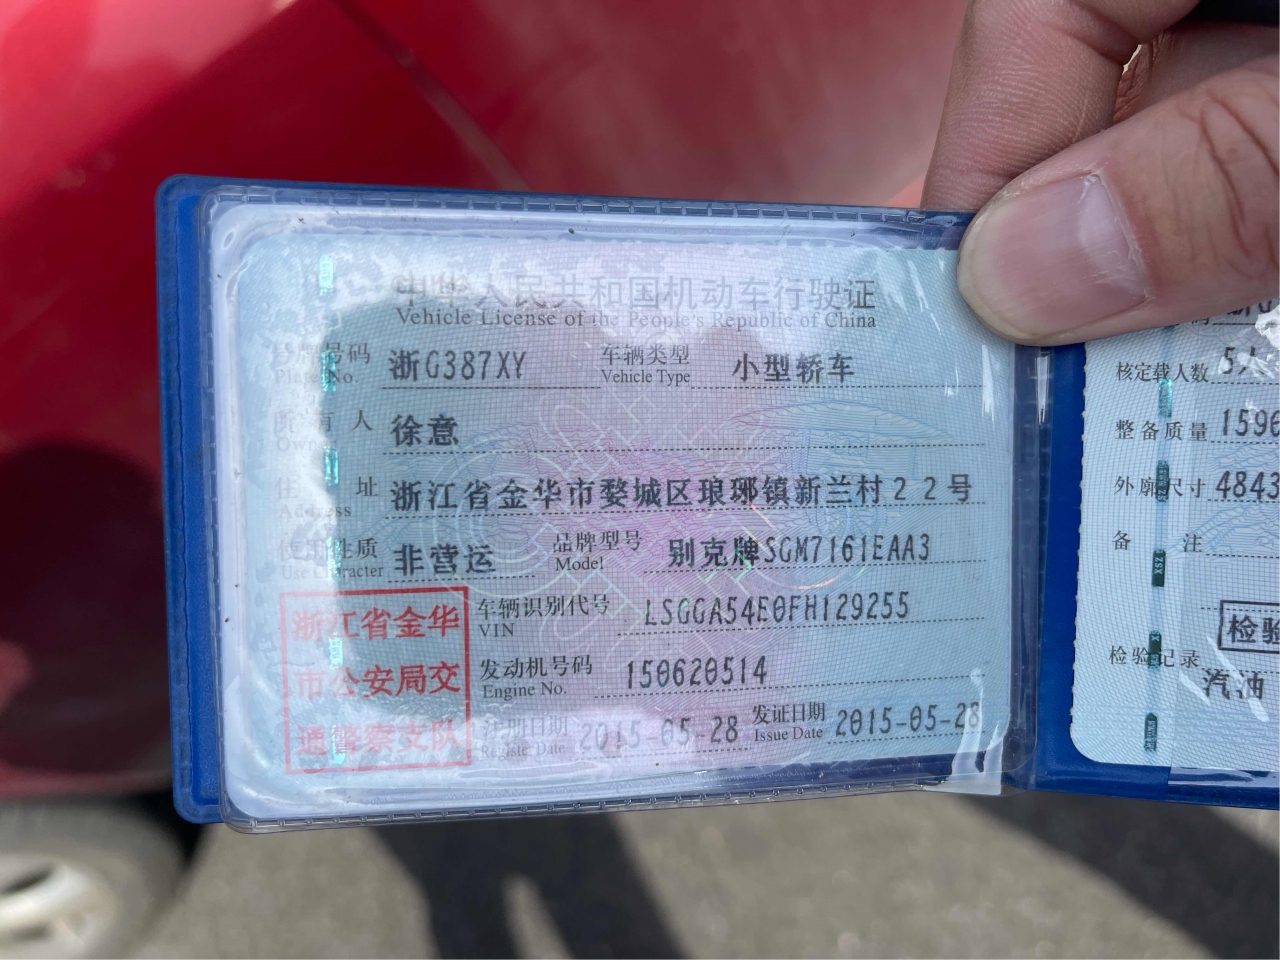 中华人民共和国机动车行驶证
Vehicle License of the People's Republic of China
号牌号码 浙G387XY 车辆类型 小型轿车
Plate No. Vehicle Type
所有人 徐意
Owner
住址 浙江省金华市婺城区琅琊镇新兰村22号
Address
使用性质 非营运 品牌型号 别克牌SGM7161EAA3
Use Character Model
浙江省金华
市公安局交
通警察支队
车辆识别代号 LSGGA54E0FH129255
VIN
发动机号码 150620514
Engine No.
注册日期 2015-05-28 发证日期 2015-05-28
Register Date Issue Date
核定载人数 5人
整备质量 1596
外廓尺寸 4843
备注
检验
检验记录
汽油